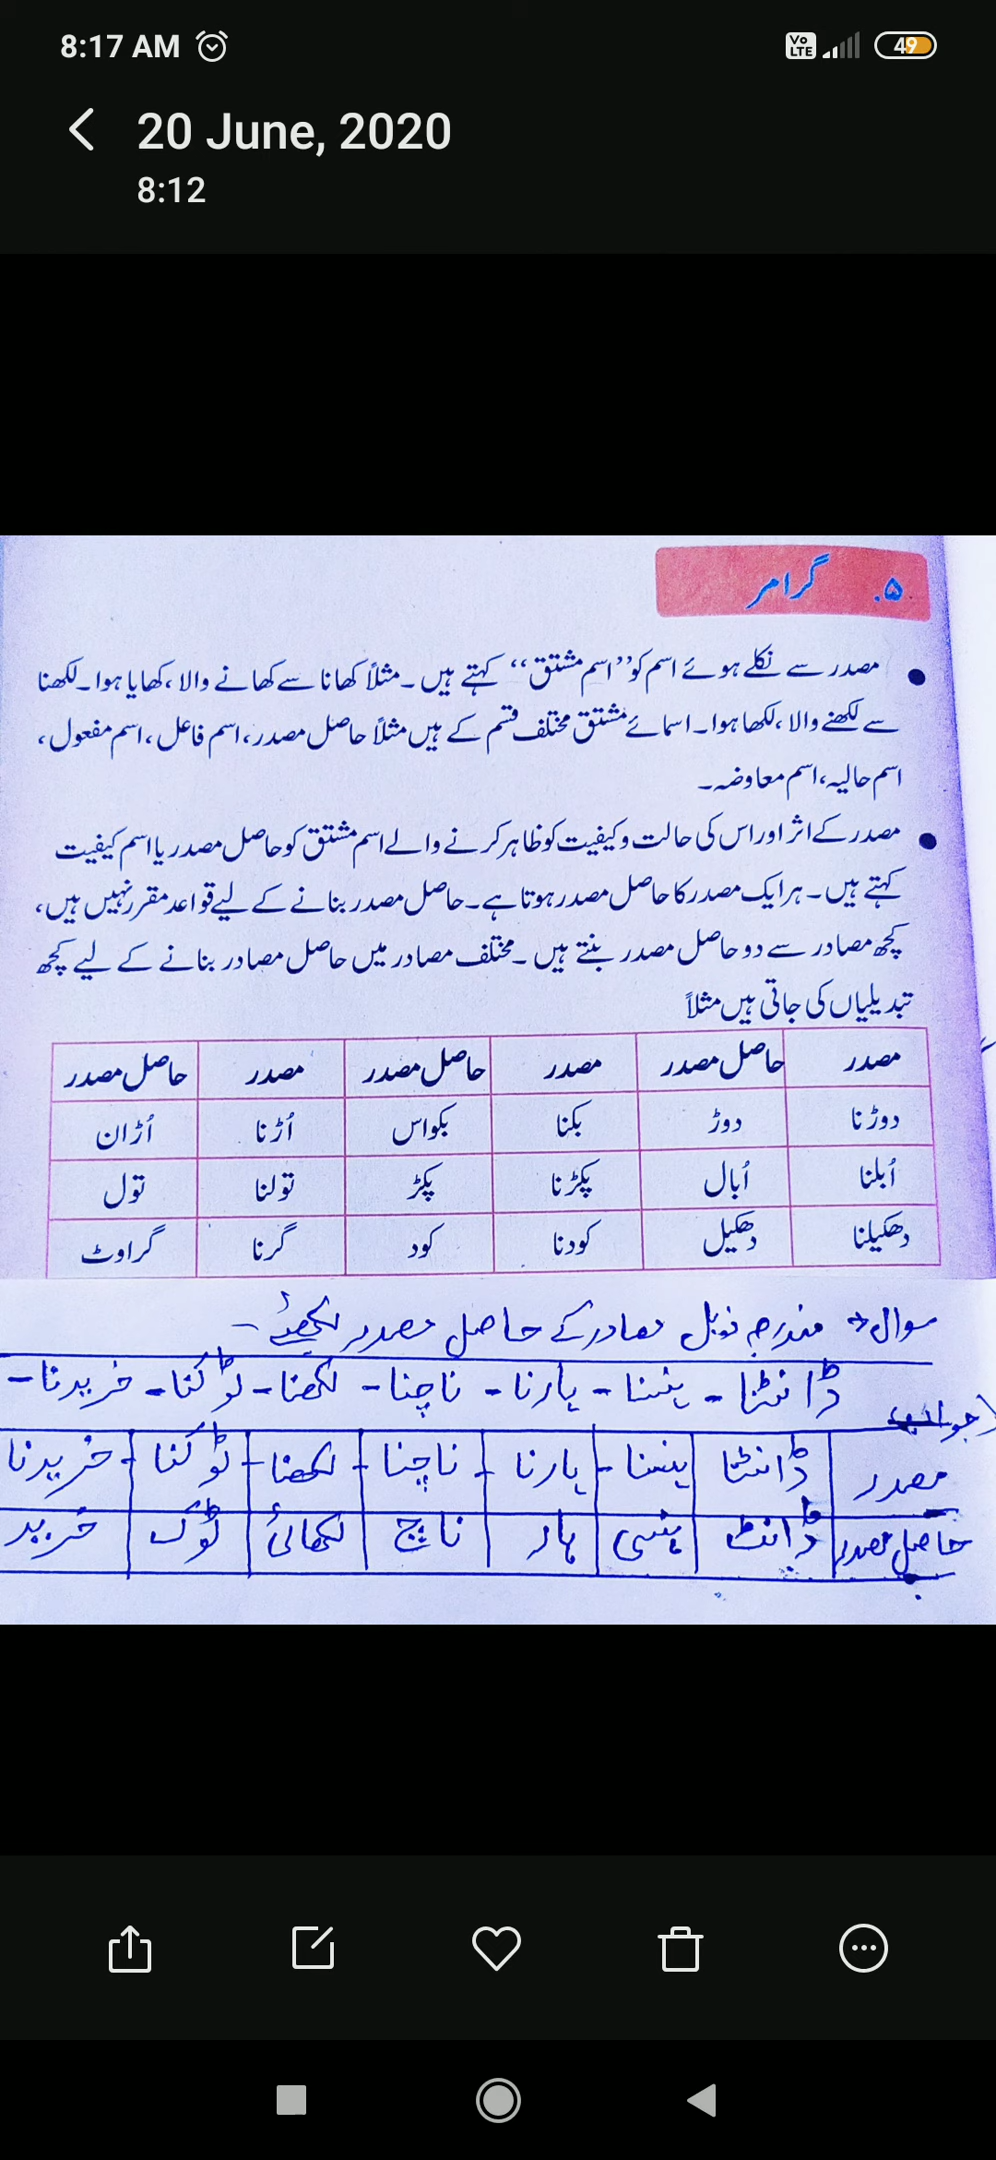 8:17 AM
Vo LTE 49
20 June, 2020
8:12
۵. گرامر
● مصدر سے نکلے ہوئے اسم کو ”اسم مشتق“ کہتے ہیں۔ مثلاً کھانا سے کھانے والا، کھایا ہوا۔ لکھنا
سے لکھنے والا، لکھا ہوا۔ اسمائے مشتق مختلف قسم کے ہیں مثلاً حاصل مصدر، اسم فاعل، اسم مفعول،
اسم حالیہ، اسم معاوضہ۔
● مصدر کے اثر اور اس کی حالت و کیفیت کو ظاہر کرنے والے اسم مشتق کو حاصل مصدر یا اسم کیفیت
کہتے ہیں۔ ہر ایک مصدر کا حاصل مصدر ہوتا ہے۔ حاصل مصدر بنانے کے لیے قواعد مقرر نہیں ہیں،
کچھ مصادر سے دو حاصل مصدر بنتے ہیں۔ مختلف مصادر میں حاصل مصادر بنانے کے لیے کچھ
تبدیلیاں کی جاتی ہیں مثلاً
مصدر حاصل مصدر مصدر حاصل مصدر مصدر حاصل مصدر
دوڑنا دوڑ بکنا بکواس اُڑنا اُڑان
اُبلنا اُبال پکڑنا پکڑ تولنا تول
دھکیلنا دھکیل کودنا کود گرنا گراوٹ
سوال→ مندرجہ ذیل مصادر کے حاصل مصدر لکھئے۔
ڈانٹنا - ہنسنا - ہارنا - ناچنا - لکھنا - ٹوکنا - خریدنا -
جواب
مصدر ڈانٹنا ہنسنا - ہارنا - ناچنا - لکھنا - ٹوکنا - خریدنا
حاصل مصدر ڈانٹ ہنسی ہار ناچ لکھائی ٹوک خرید